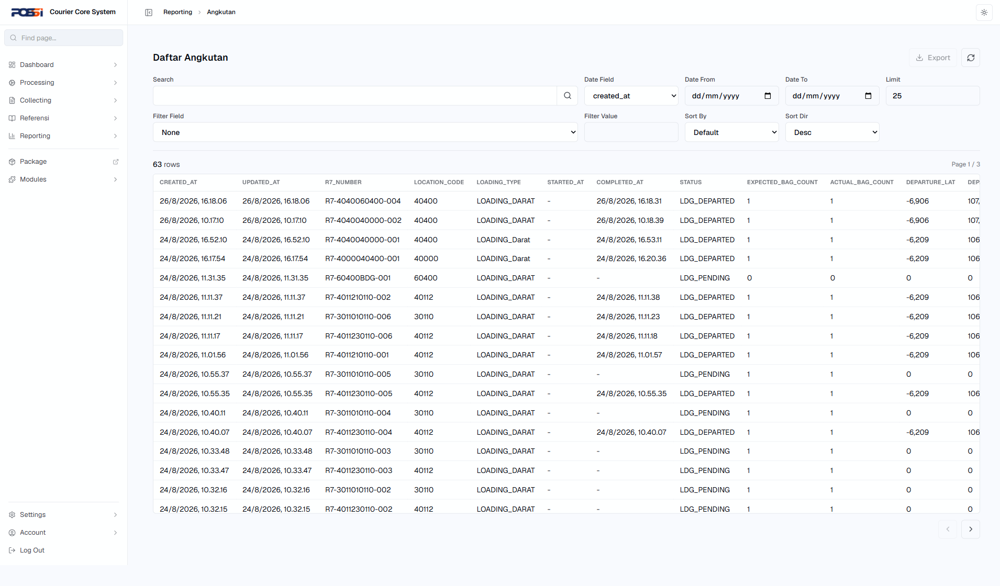 POSSi Courier Core System
Reporting > Angkutan
Find page...
Dashboard
Processing
Collecting
Referensi
Reporting
Package
Modules
Settings
Account
Log Out
Daftar Angkutan
Export
Search
Date Field
Date From
Date To
Limit
created_at
dd/mm/yyyy
dd/mm/yyyy
25
Filter Field
Filter Value
Sort By
Sort Dir
None
Default
Desc
63 rows
Page 1 / 3
CREATED_AT UPDATED_AT R7_NUMBER LOCATION_CODE LOADING_TYPE STARTED_AT COMPLETED_AT STATUS EXPECTED_BAG_COUNT ACTUAL_BAG_COUNT DEPARTURE_LAT DEP
26/8/2026, 16.18.06 26/8/2026, 16.18.06 R7-4040060400-004 40400 LOADING_DARAT - 26/8/2026, 16.18.31 LDG_DEPARTED 1 1 -6,906 107,
26/8/2026, 10.17.10 26/8/2026, 10.17.10 R7-4040040000-002 40400 LOADING_DARAT - 26/8/2026, 10.18.39 LDG_DEPARTED 1 1 -6,906 107,
24/8/2026, 16.52.10 24/8/2026, 16.52.10 R7-4040040000-001 40400 LOADING_Darat - 24/8/2026, 16.53.11 LDG_DEPARTED 1 1 -6,209 106
24/8/2026, 16.17.54 24/8/2026, 16.17.54 R7-4000040400-001 40000 LOADING_Darat - 24/8/2026, 16.20.36 LDG_DEPARTED 1 1 -6,209 106
24/8/2026, 11.31.35 24/8/2026, 11.31.35 R7-60400BDG-001 60400 LOADING_DARAT - - LDG_PENDING 0 0 0 0
24/8/2026, 11.11.37 24/8/2026, 11.11.37 R7-4011210110-002 40112 LOADING_DARAT - 24/8/2026, 11.11.38 LDG_DEPARTED 1 1 -6,209 106
24/8/2026, 11.11.21 24/8/2026, 11.11.21 R7-3011010110-006 30110 LOADING_DARAT - 24/8/2026, 11.11.23 LDG_DEPARTED 1 1 -6,209 106
24/8/2026, 11.11.17 24/8/2026, 11.11.17 R7-4011230110-006 40112 LOADING_DARAT - 24/8/2026, 11.11.18 LDG_DEPARTED 1 1 -6,209 106
24/8/2026, 11.01.56 24/8/2026, 11.01.56 R7-4011210110-001 40112 LOADING_DARAT - 24/8/2026, 11.01.57 LDG_DEPARTED 1 1 -6,209 106
24/8/2026, 10.55.37 24/8/2026, 10.55.37 R7-3011010110-005 30110 LOADING_DARAT - - LDG_PENDING 1 1 0 0
24/8/2026, 10.55.35 24/8/2026, 10.55.35 R7-4011230110-005 40112 LOADING_DARAT - 24/8/2026, 10.55.35 LDG_DEPARTED 1 1 -6,209 106
24/8/2026, 10.40.11 24/8/2026, 10.40.11 R7-3011010110-004 30110 LOADING_DARAT - - LDG_PENDING 1 1 0 0
24/8/2026, 10.40.07 24/8/2026, 10.40.07 R7-4011230110-004 40112 LOADING_DARAT - 24/8/2026, 10.40.07 LDG_DEPARTED 1 1 -6,209 106
24/8/2026, 10.33.48 24/8/2026, 10.33.48 R7-3011010110-003 30110 LOADING_DARAT - - LDG_PENDING 1 1 0 0
24/8/2026, 10.33.47 24/8/2026, 10.33.47 R7-4011230110-003 40112 LOADING_DARAT - - LDG_PENDING 1 1 0 0
24/8/2026, 10.32.16 24/8/2026, 10.32.16 R7-3011010110-002 30110 LOADING_DARAT - - LDG_PENDING 1 1 0 0
24/8/2026, 10.32.15 24/8/2026, 10.32.15 R7-4011230110-002 40112 LOADING_DARAT - - LDG_PENDING 1 1 0 0